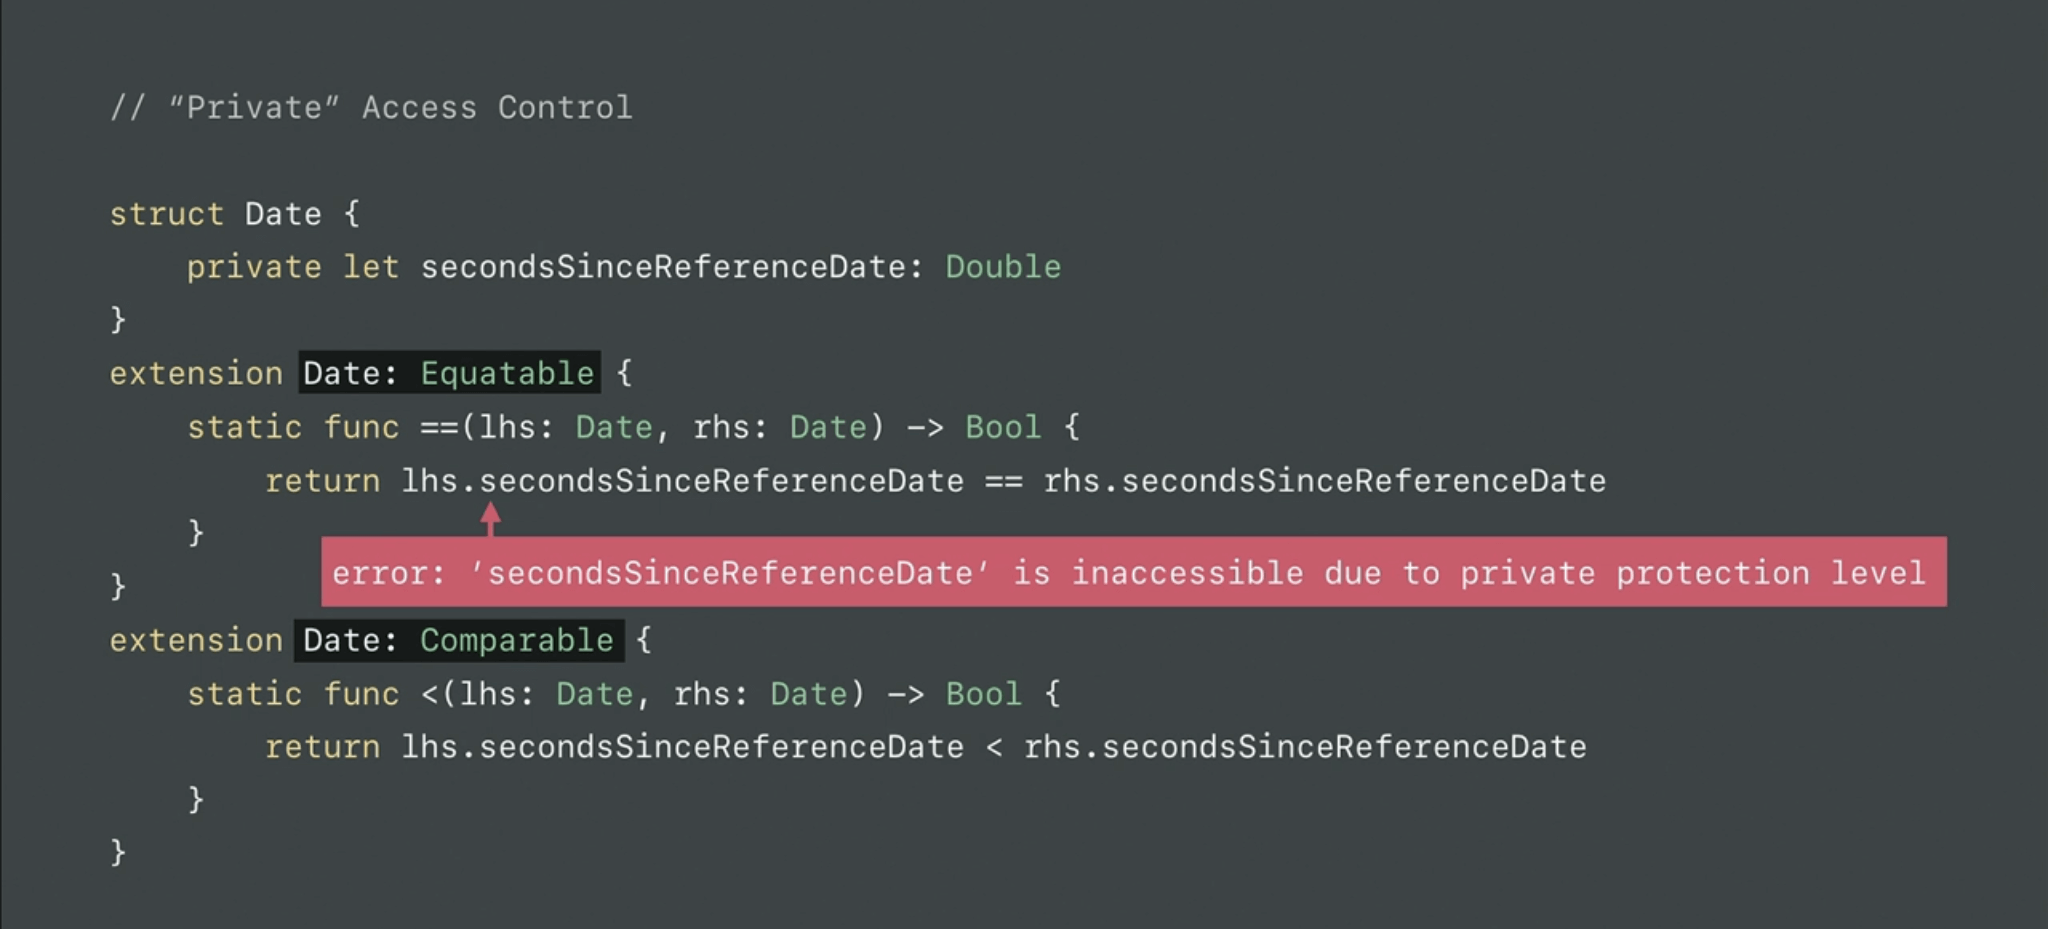 // “Private” Access Control
struct Date {
    private let secondsSinceReferenceDate: Double
}
extension Date: Equatable {
    static func ==(lhs: Date, rhs: Date) -> Bool {
        return lhs.secondsSinceReferenceDate == rhs.secondsSinceReferenceDate
    }
error: ’secondsSinceReferenceDate’ is inaccessible due to private protection level
}
extension Date: Comparable {
    static func <(lhs: Date, rhs: Date) -> Bool {
        return lhs.secondsSinceReferenceDate < rhs.secondsSinceReferenceDate
    }
}